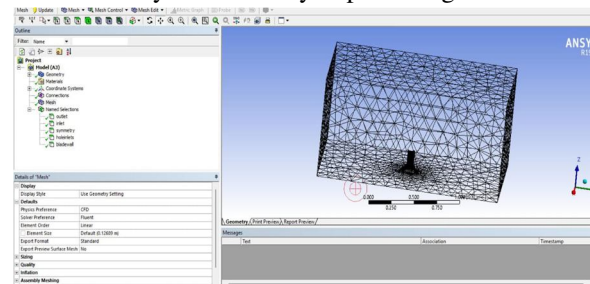 Mesh Update Mesh Mesh Control Mesh Edit Metric Graph
Outline
Filter: Name
Project
Model (A3)
Geometry
Materials
Coordinate Systems
Connections
Mesh
Named Selections
outlet
inlet
symmetry
bladewall
Details of "Mesh"
Display
Display Style Use Geometry Setting
Defaults
Physics Preference CFD
Solver Preference Fluent
Element Order Linear
Element Size Default (0.12689 m)
Export Format Standard
Export Preview Surface Mesh No
Sizing
Quality
Inflation
Assembly Meshing
ANSY
0.000 0.500
0.250 0.750
Z
Geometry Print Preview Report Preview
Messages
Text Association Timestamp